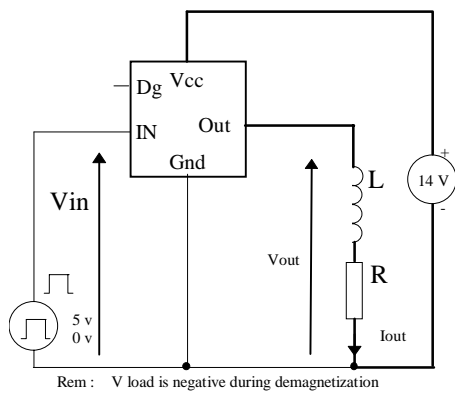 Vcc
Dg
IN
Out
Gnd
+
14 V
-
Vin
L
Vout
R
5 v
0 v
Iout
Rem : V load is negative during demagnetization